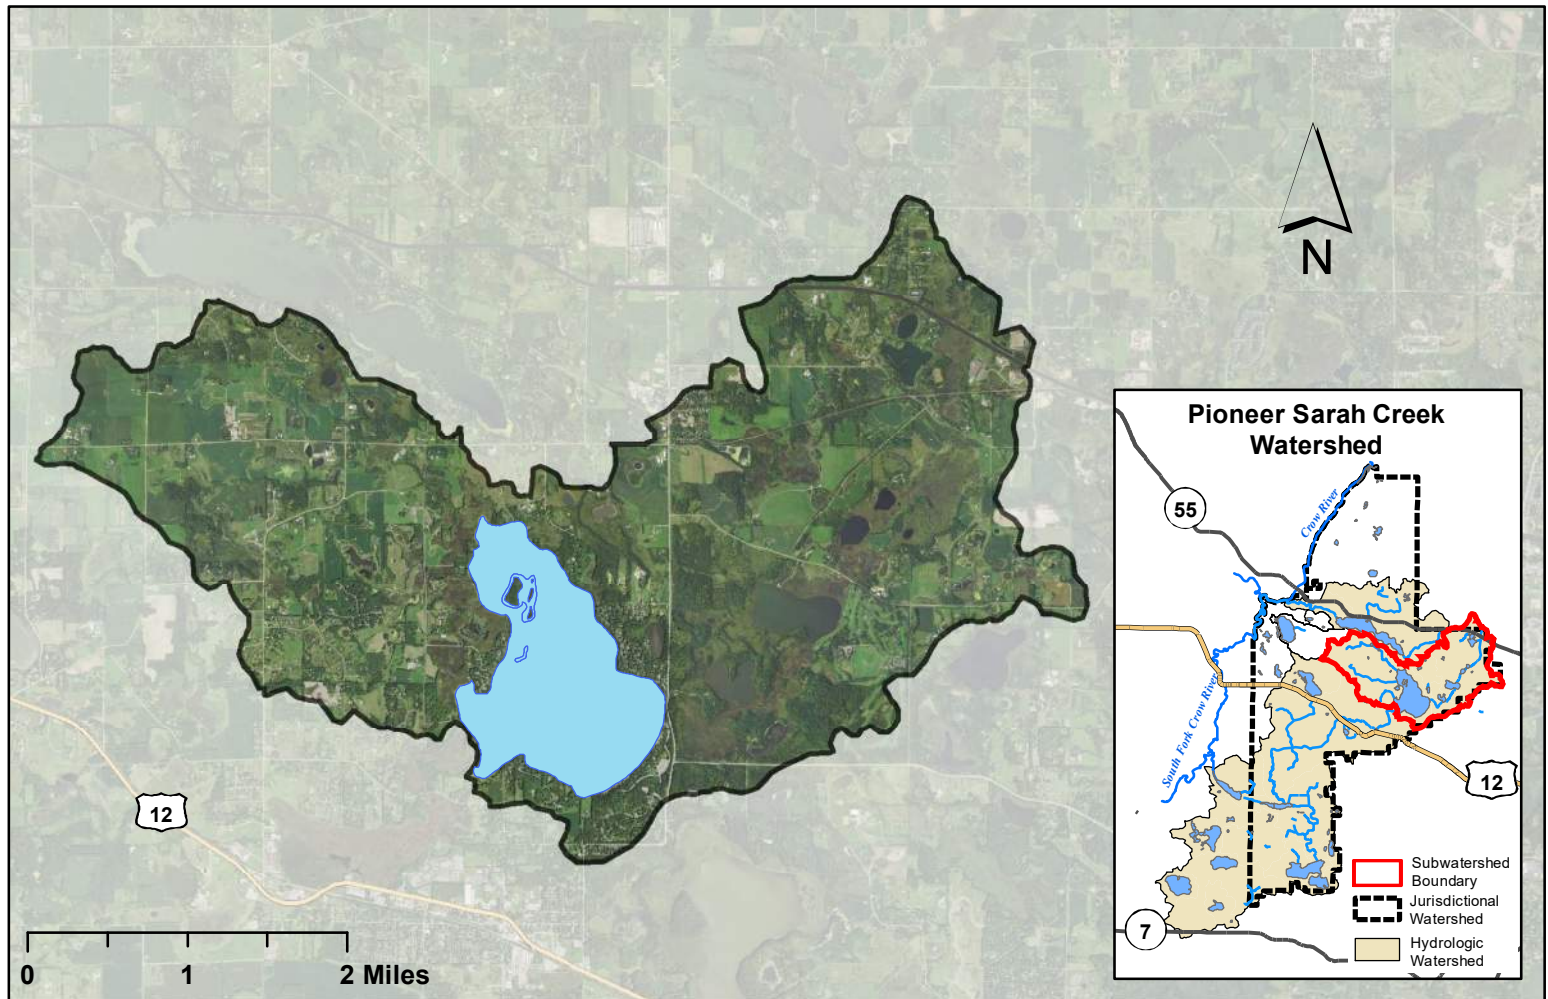 N
12
0 1 2 Miles
Pioneer Sarah Creek
Watershed
55
Crow River
South Fork Crow River
12
7
Subwatershed
Boundary
Jurisdictional
Watershed
Hydrologic
Watershed